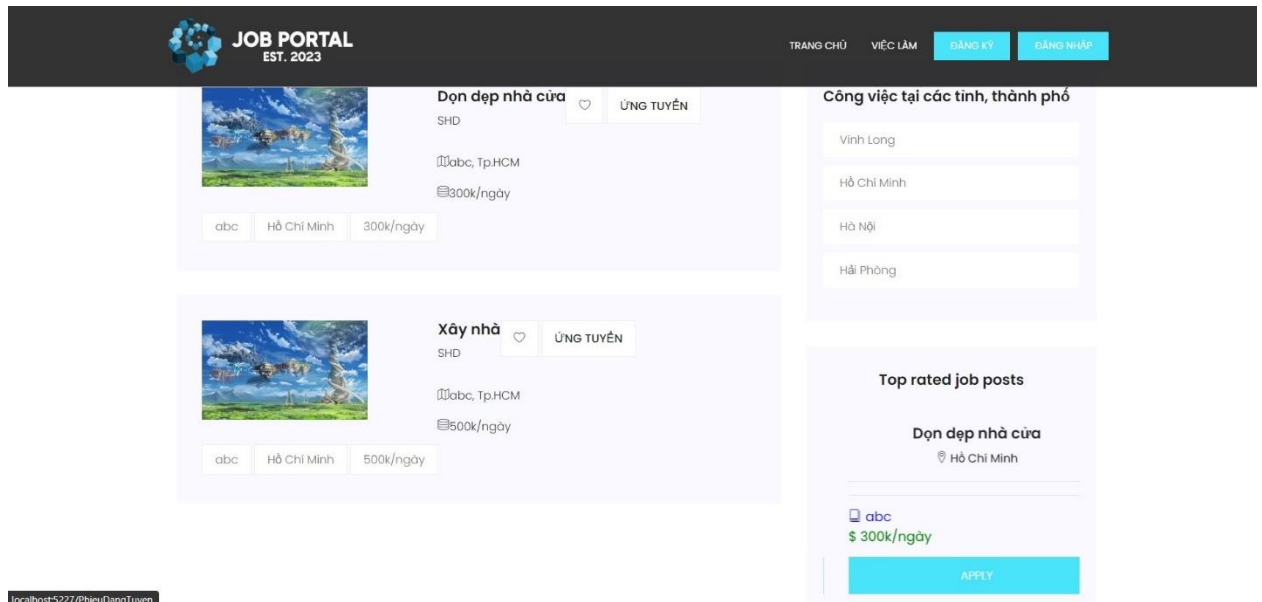 JOB PORTAL
EST. 2023
TRANG CHỦ VIỆC LÀM ĐĂNG KÝ ĐĂNG NHẬP
Dọn dẹp nhà cửa ỨNG TUYỂN
SHD
abc, Tp.HCM
300k/ngày
abc Hồ Chí Minh 300k/ngày
Xây nhà ỨNG TUYỂN
SHD
abc, Tp.HCM
500k/ngày
abc Hồ Chí Minh 500k/ngày
Công việc tại các tỉnh, thành phố
Vinh Long
Hồ Chí Minh
Hà Nội
Hải Phòng
Top rated job posts
Dọn dẹp nhà cửa
Hồ Chí Minh
abc
$ 300k/ngày
APPLY
localhost:5227/PhieuDangTuyen